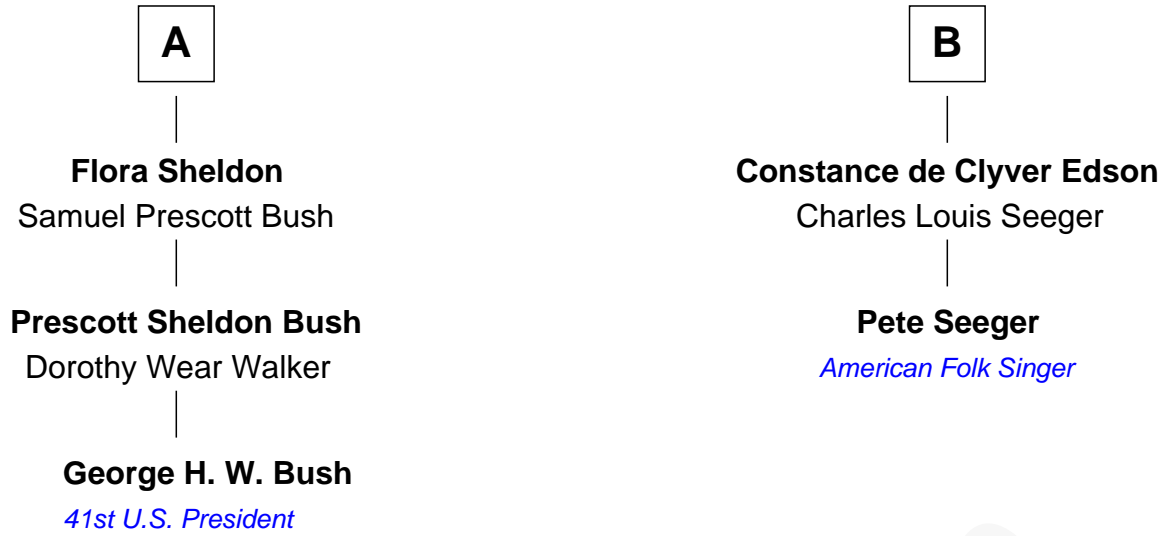 A
B
Flora Sheldon
Samuel Prescott Bush
Constance de Clyver Edson
Charles Louis Seeger
Prescott Sheldon Bush
Dorothy Wear Walker
Pete Seeger
American Folk Singer
George H. W. Bush
41st U.S. President